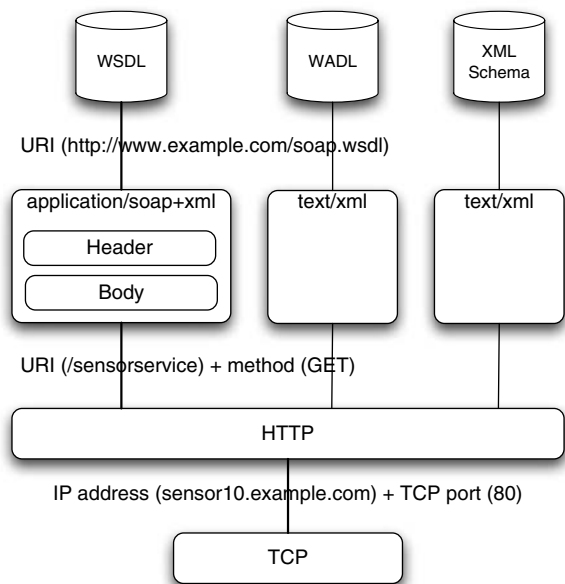 WSDL
WADL
XML
Schema
URI (http://www.example.com/soap.wsdl)
application/soap+xml
text/xml
text/xml
Header
Body
URI (/sensorservice) + method (GET)
HTTP
IP address (sensor10.example.com) + TCP port (80)
TCP